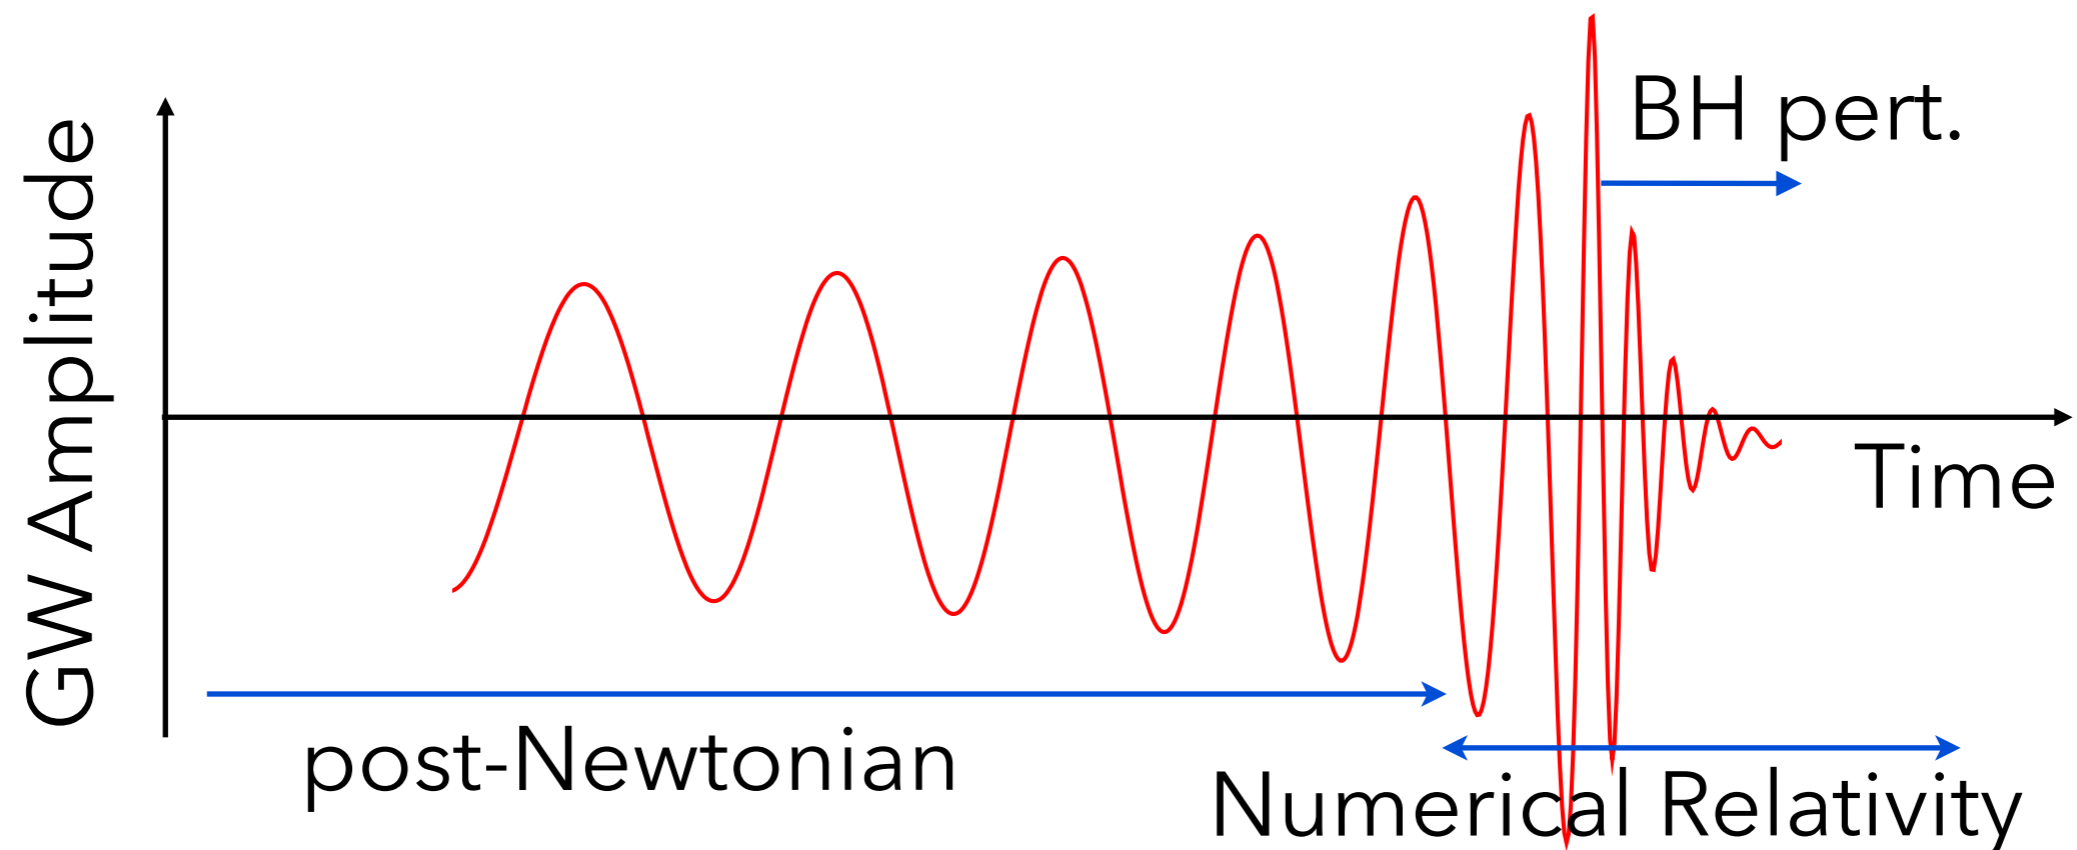 GW Amplitude
BH pert.
Time
post-Newtonian
Numerical Relativity